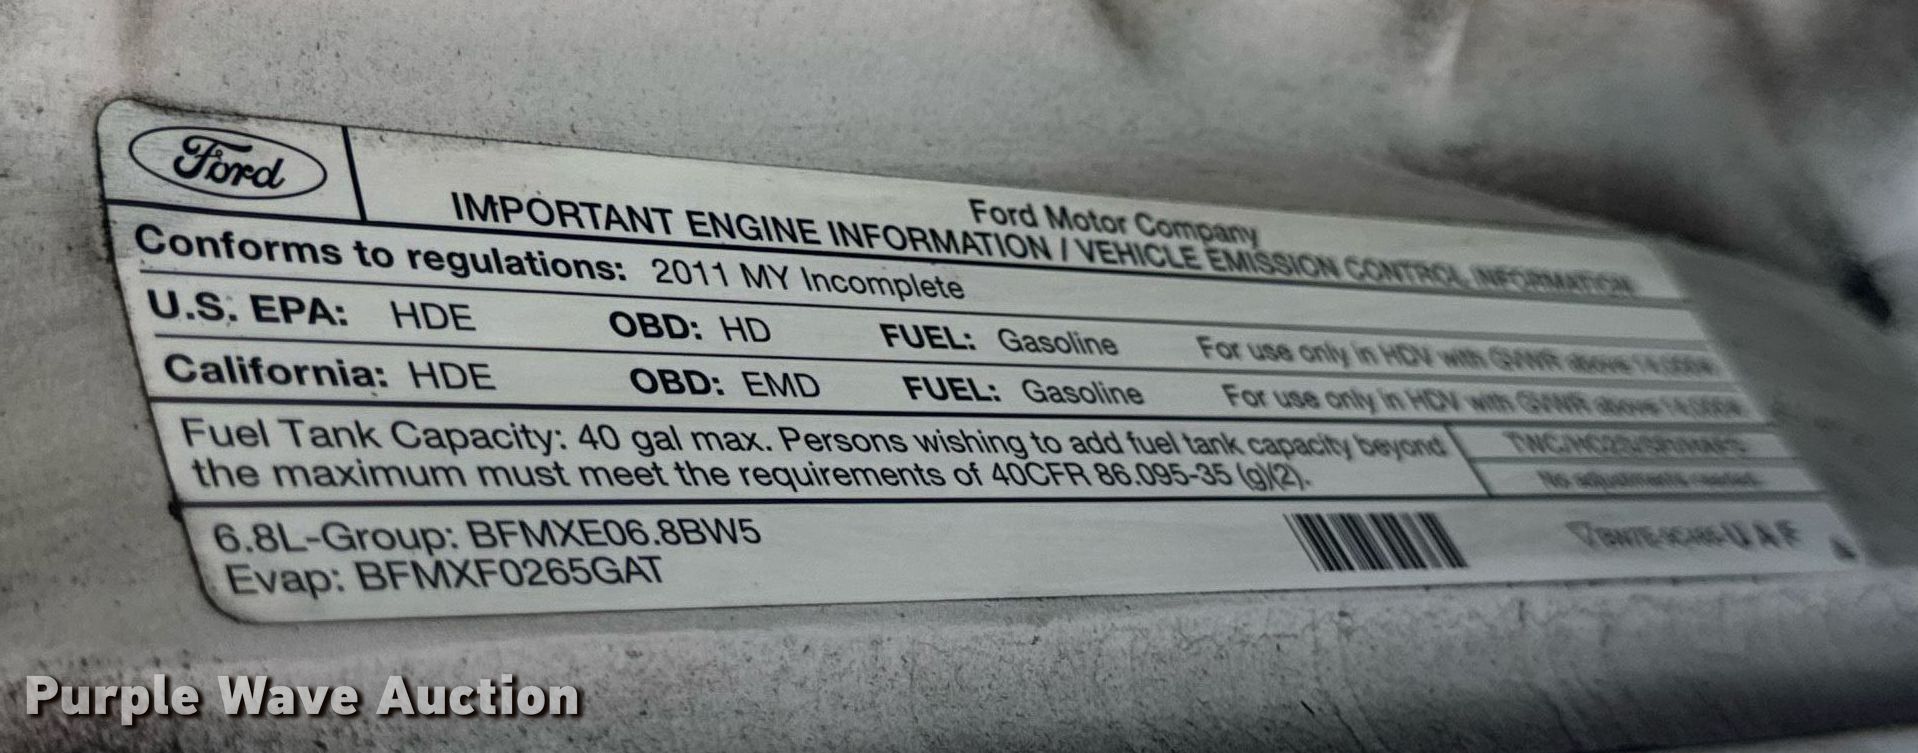 Ford
Ford Motor Company
IMPORTANT ENGINE INFORMATION / VEHICLE EMISSION CONTROL INFORMATION
Conforms to regulations: 2011 MY Incomplete
U.S. EPA: HDE OBD: HD FUEL: Gasoline For use only in HDV with GVWR above
California: HDE OBD: EMD FUEL: Gasoline For use only in HDV with GVWR above
Fuel Tank Capacity: 40 gal max. Persons wishing to add fuel tank capacity beyond
the maximum must meet the requirements of 40CFR 86.095-35 (g)(2).
No adjustments needed.
6.8L-Group: BFMXE06.8BW5
Evap: BFMXF0265GAT
Purple Wave Auction